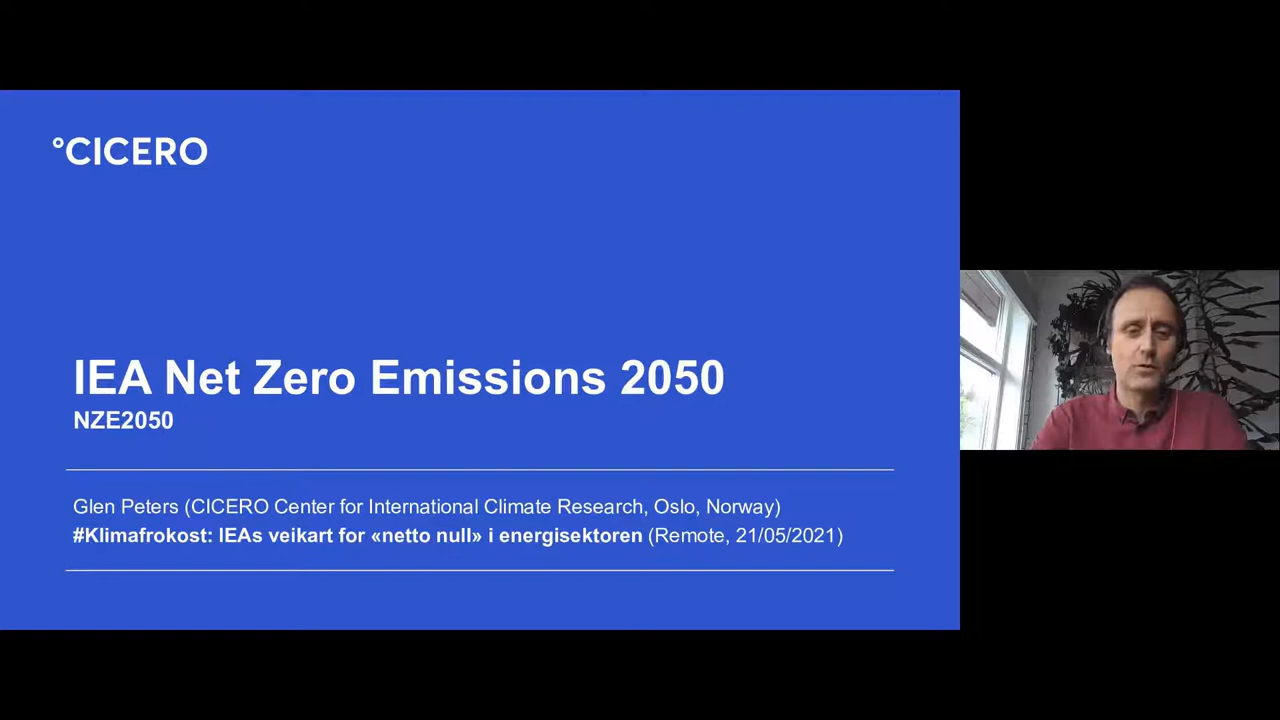 °CICERO
IEA Net Zero Emissions 2050
NZE2050
Glen Peters (CICERO Center for International Climate Research, Oslo, Norway)
#Klimafrokost: IEAs veikart for «netto null» i energisektoren (Remote, 21/05/2021)